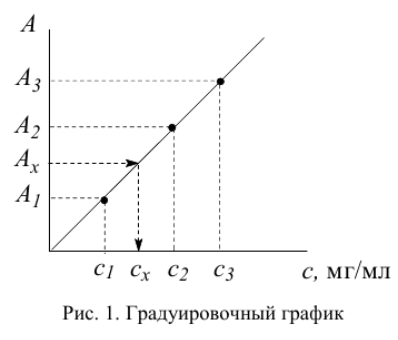 A
A3
A2
Ax
A1
c1 cx c2 c3 c, мг/мл
Рис. 1. Градуировочный график